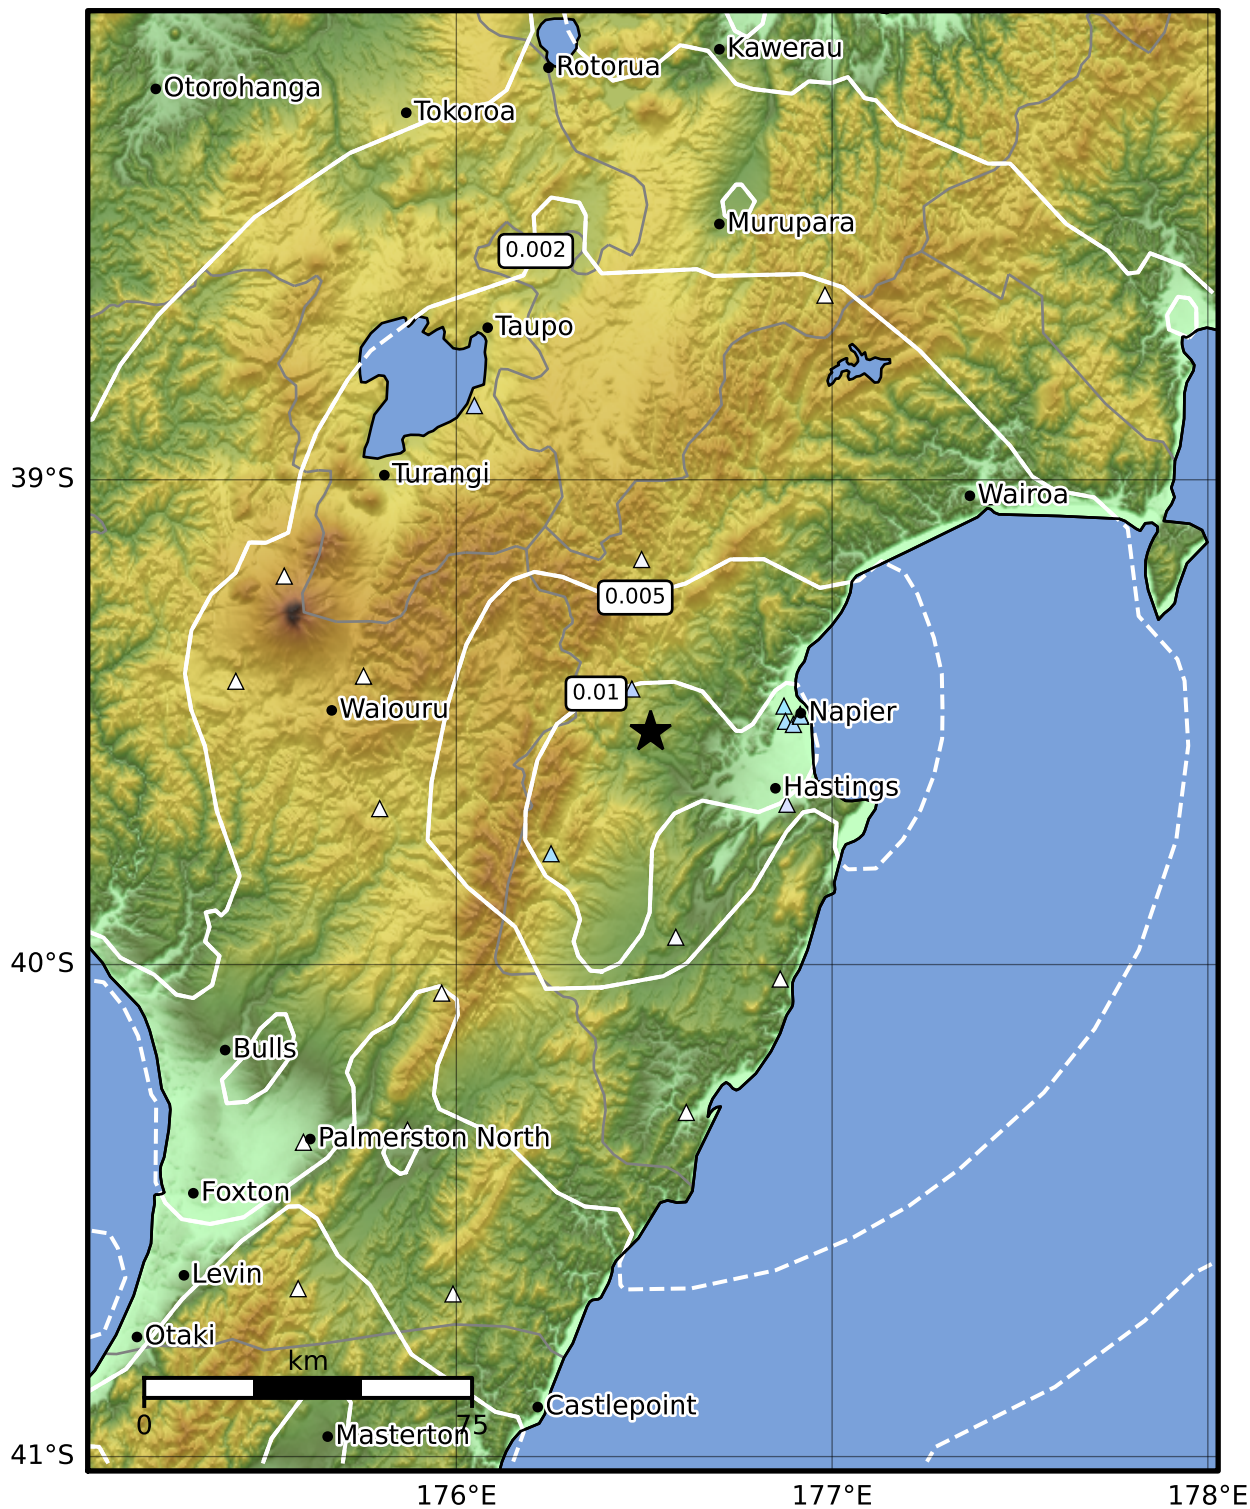 Kawerau
Rotorua
Otorohanga
Tokoroa
Murupara
0.002
Taupo
Turangi
39°S
Wairoa
0.005
0.01
Waiouru
Napier
Hastings
40°S
Bulls
Palmerston North
Foxton
Levin
Otaki
km
0
75
Castlepoint
Masterton
41°S
176°E
177°E
178°E